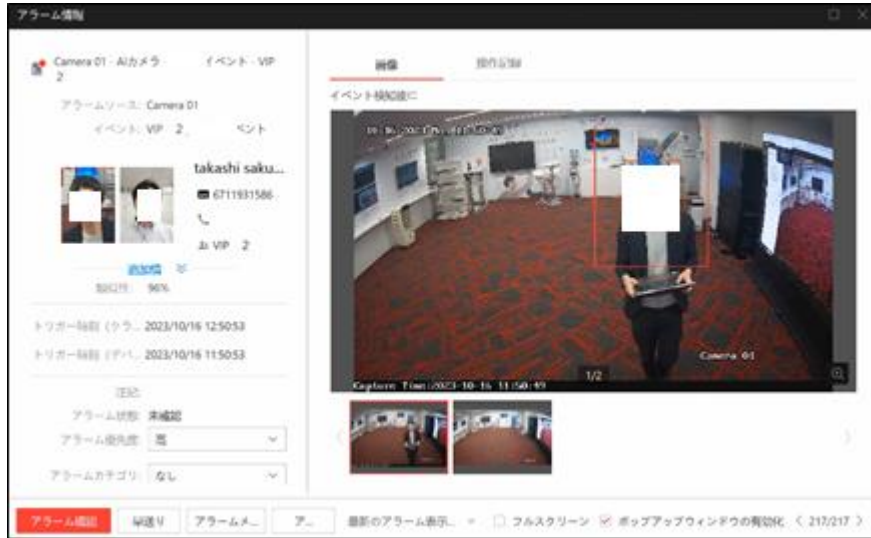 アラーム情報
Camera 01 - AIカメラ - イベント - VIP
2
アラームソース: Camera 01
イベント: VIP 2
takashi saku...
6711931586
VIP 2
追加情報
類似性: 96%
トリガー時刻 (クラ... 2023/10/16 12:50:53
トリガー時刻 (デバ... 2023/10/16 11:50:53
注記:
アラーム状態: 未確認
アラーム優先度: 高
アラームカテゴリ: なし
画像 操作記録
イベント検知後に
Camera 01
1/2
Capture Time:2023-10-16 11:50:49
アラーム確認 早送り アラームメ... ア... 最新のアラーム表示... フルスクリーン ポップアップウィンドウの有効化 217/217